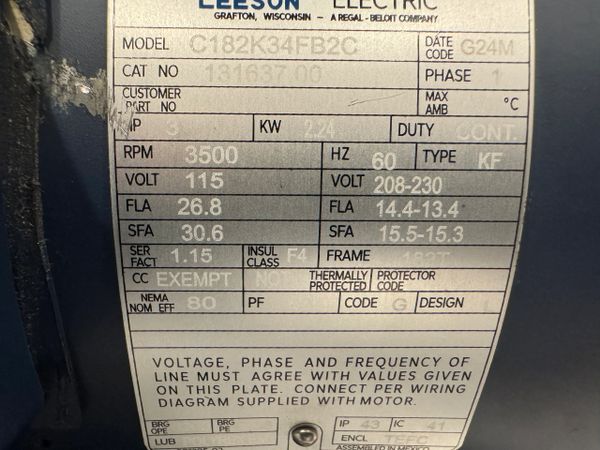 LEESON ELECTRIC
GRAFTON, WISCONSIN – A REGAL-BELOIT COMPANY
MODEL C182K34FB2C DATE CODE G24M
CAT NO 131637.00 PHASE 1
CUSTOMER PART NO MAX AMB °C
HP 3 KW 2.24 DUTY CONT.
RPM 3500 HZ 60 TYPE KF
VOLT 115 VOLT 208-230
FLA 26.8 FLA 14.4-13.4
SFA 30.6 SFA 15.5-15.3
SER FACT 1.15 INSUL CLASS F4 FRAME 182T
CC EXEMPT NOT THERMALLY PROTECTED PROTECTOR CODE
NEMA NOM EFF 80 PF CODE G DESIGN L
VOLTAGE, PHASE AND FREQUENCY OF
LINE MUST AGREE WITH VALUES GIVEN
ON THIS PLATE. CONNECT PER WIRING
DIAGRAM SUPPLIED WITH MOTOR.
BRG OPE BRG PE IP 43 IC 41
LUB ENCL TEFC
ASSEMBLED IN MEXICO